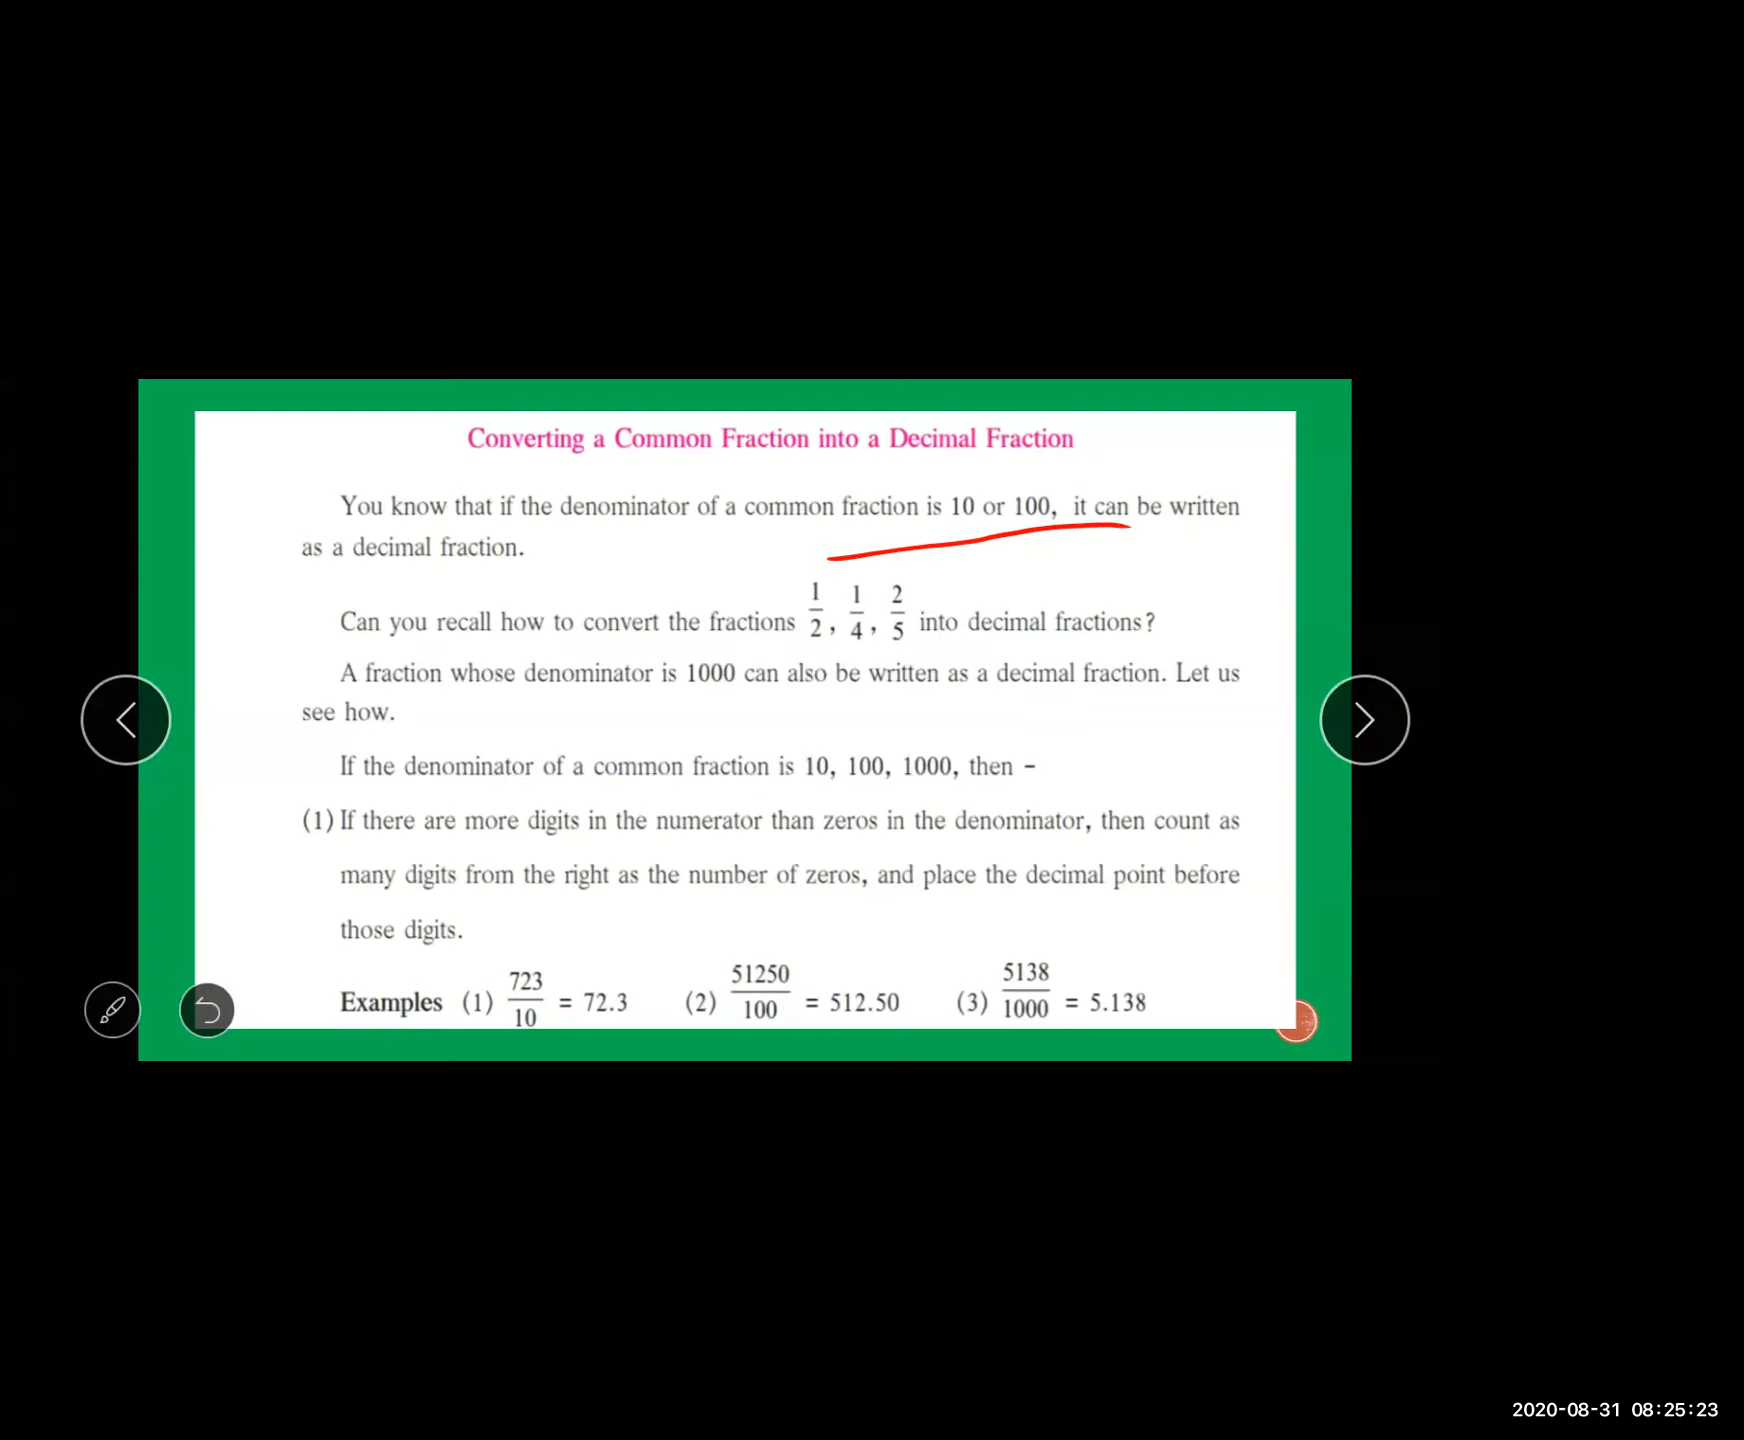 Converting a Common Fraction into a Decimal Fraction
You know that if the denominator of a common fraction is 10 or 100, it can be written
as a decimal fraction.
Can you recall how to convert the fractions 1/2, 1/4, 2/5 into decimal fractions?
A fraction whose denominator is 1000 can also be written as a decimal fraction. Let us
see how.
If the denominator of a common fraction is 10, 100, 1000, then -
(1) If there are more digits in the numerator than zeros in the denominator, then count as
many digits from the right as the number of zeros, and place the decimal point before
those digits.
Examples (1) 723/10 = 72.3 (2) 51250/100 = 512.50 (3) 5138/1000 = 5.138
2020-08-31 08:25:23